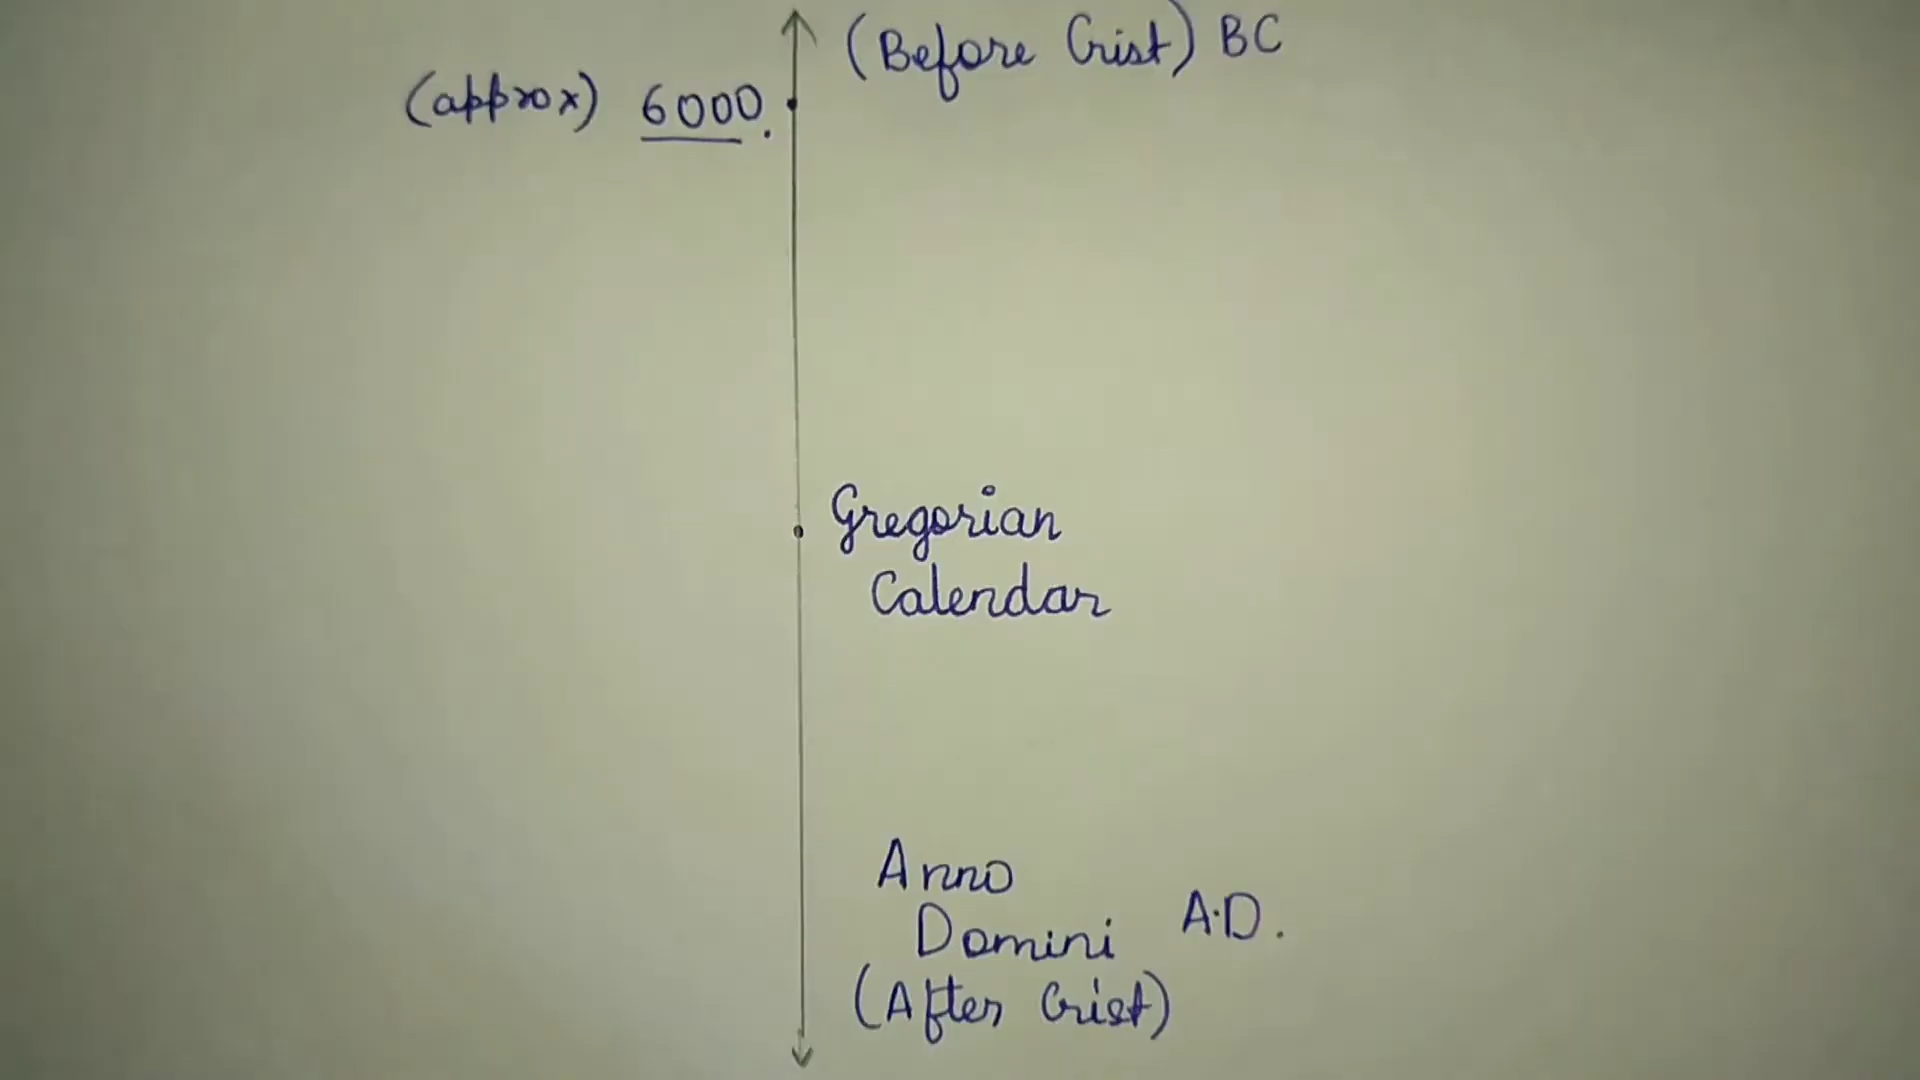 (Before Crist) BC
(approx) 6000.
Gregorian
Calendar
Anno
Domini A.D.
(After Crist)